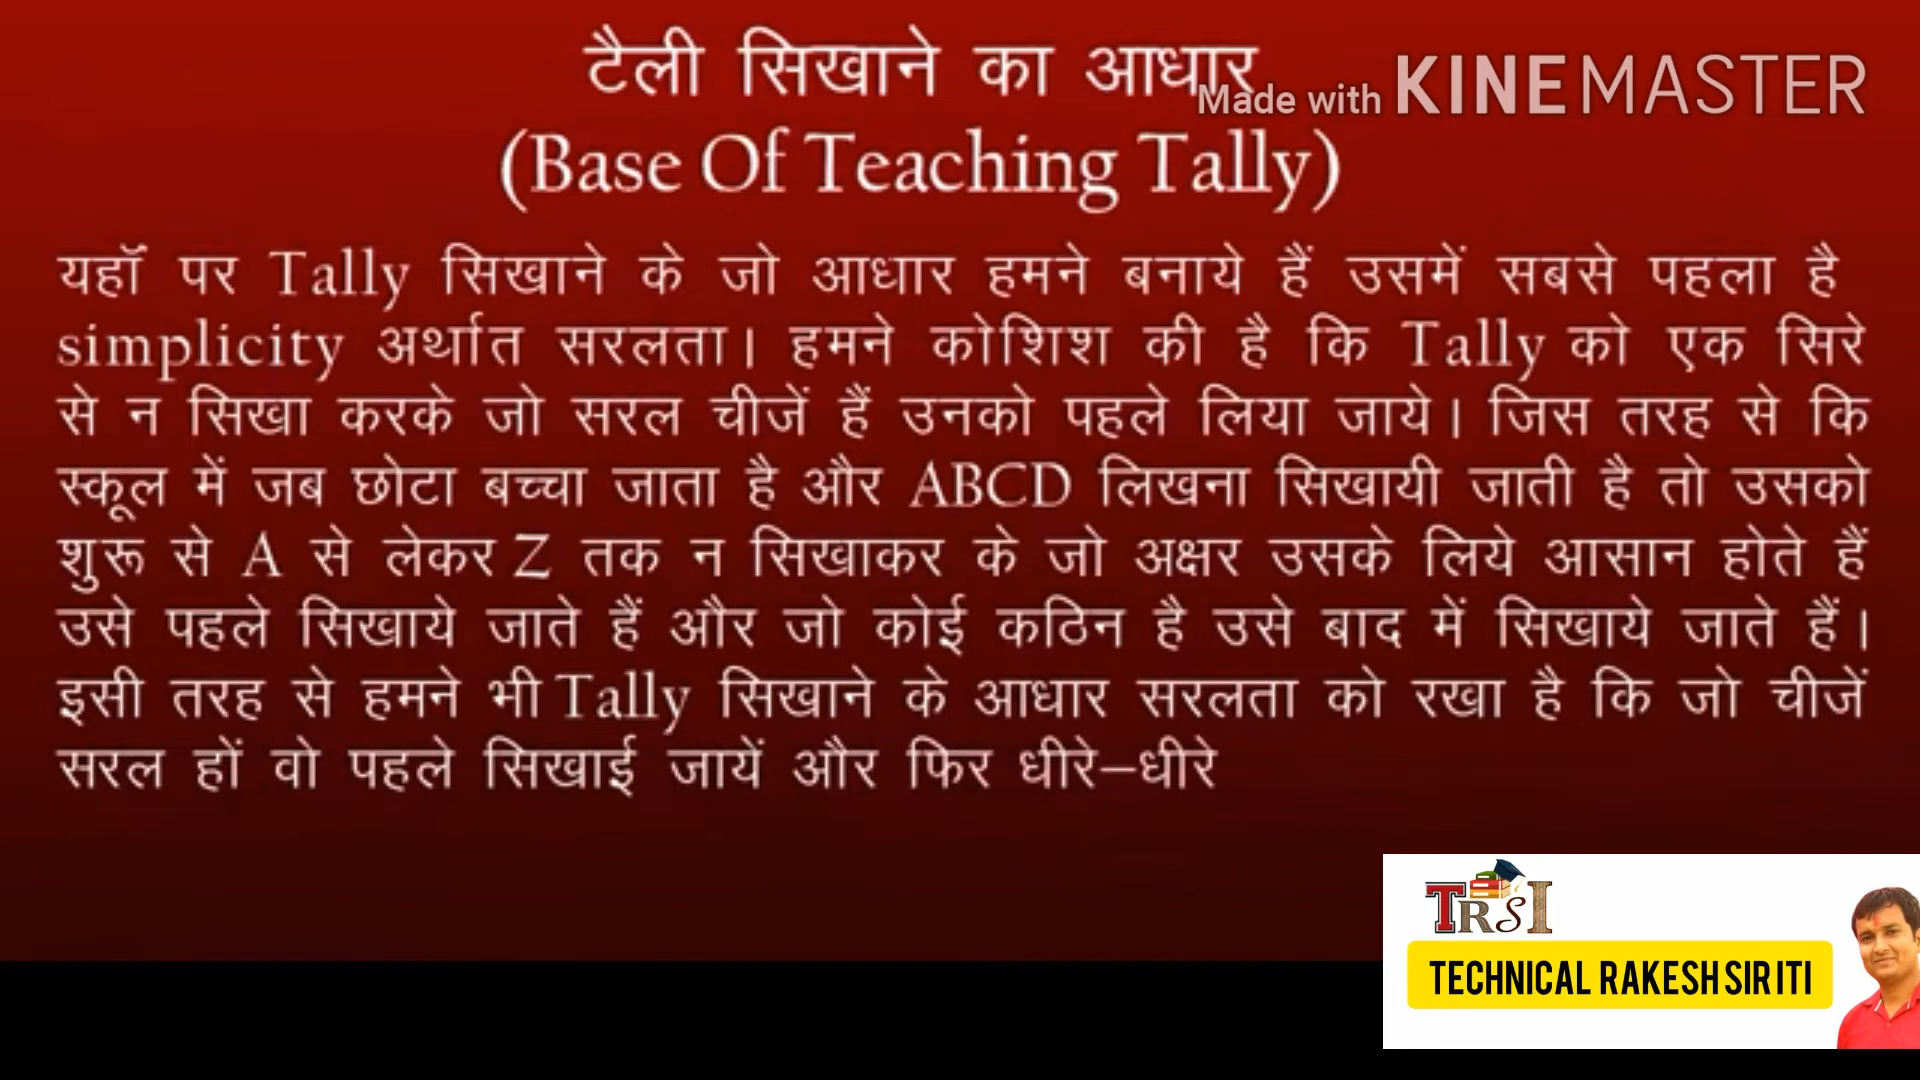 टैली सिखाने का आधार
Made with KINEMASTER
(Base Of Teaching Tally)
यहॉ पर Tally सिखाने के जो आधार हमने बनाये हैं उसमें सबसे पहला है
simplicity अर्थात सरलता। हमने कोशिश की है कि Tally को एक सिरे
से न सिखा करके जो सरल चीजें हैं उनको पहले लिया जाये। जिस तरह से कि
स्कूल में जब छोटा बच्चा जाता है और ABCD लिखना सिखायी जाती है तो उसको
शुरू से A से लेकर Z तक न सिखाकर के जो अक्षर उसके लिये आसान होते हैं
उसे पहले सिखाये जाते हैं और जो कोई कठिन है उसे बाद में सिखाये जाते हैं।
इसी तरह से हमने भी Tally सिखाने के आधार सरलता को रखा है कि जो चीजें
सरल हों वो पहले सिखाई जायें और फिर धीरे–धीरे
TRSI
TECHNICAL RAKESH SIR ITI